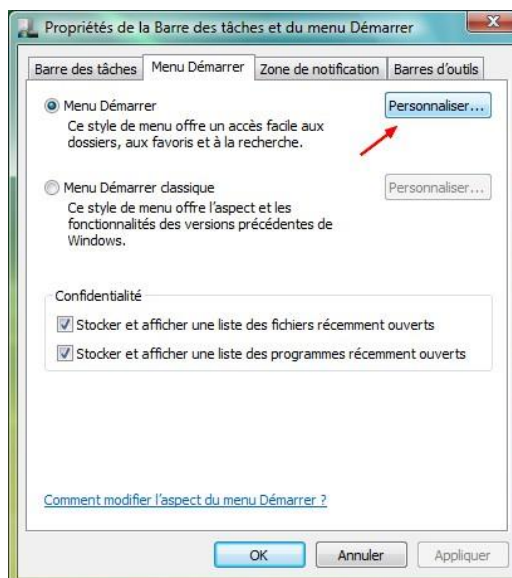 Propriétés de la Barre des tâches et du menu Démarrer
Barre des tâches Menu Démarrer Zone de notification Barres d'outils
Menu Démarrer Personnaliser...
Ce style de menu offre un accès facile aux
dossiers, aux favoris et à la recherche.
Menu Démarrer classique Personnaliser...
Ce style de menu offre l'aspect et les
fonctionnalités des versions précédentes de
Windows.
Confidentialité
Stocker et afficher une liste des fichiers récemment ouverts
Stocker et afficher une liste des programmes récemment ouverts
Comment modifier l'aspect du menu Démarrer ?
OK Annuler Appliquer